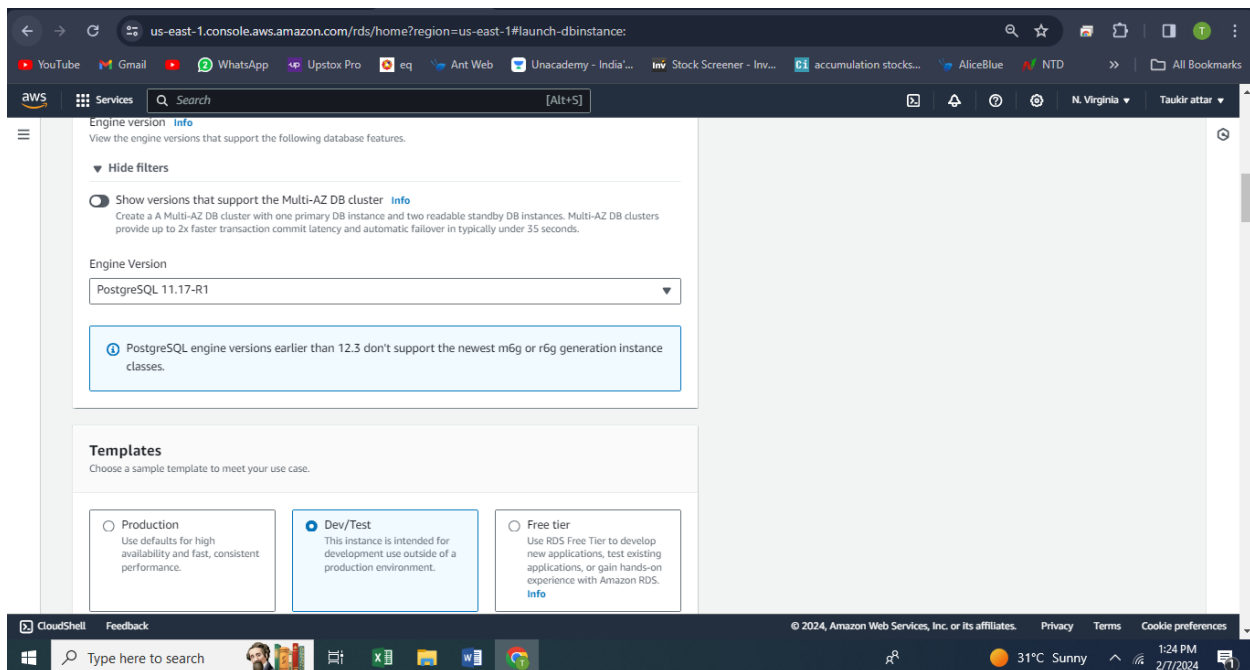 us-east-1.console.aws.amazon.com/rds/home?region=us-east-1#launch-dbinstance:
T
YouTube Gmail WhatsApp Upstox Pro eq Ant Web Unacademy - India'... Stock Screener - Inv... accumulation stocks... AliceBlue NTD » All Bookmarks
aws Services Search [Alt+S] N. Virginia Taukir attar
Engine version Info
View the engine versions that support the following database features.
Hide filters
Show versions that support the Multi-AZ DB cluster Info
Create a A Multi-AZ DB cluster with one primary DB instance and two readable standby DB instances. Multi-AZ DB clusters
provide up to 2x faster transaction commit latency and automatic failover in typically under 35 seconds.
Engine Version
PostgreSQL 11.17-R1
PostgreSQL engine versions earlier than 12.3 don't support the newest m6g or r6g generation instance
classes.
Templates
Choose a sample template to meet your use case.
Production
Use defaults for high
availability and fast, consistent
performance.
Dev/Test
This instance is intended for
development use outside of a
production environment.
Free tier
Use RDS Free Tier to develop
new applications, test existing
applications, or gain hands-on
experience with Amazon RDS.
Info
CloudShell Feedback © 2024, Amazon Web Services, Inc. or its affiliates. Privacy Terms Cookie preferences
Type here to search 31°C Sunny 1:24 PM
2/7/2024